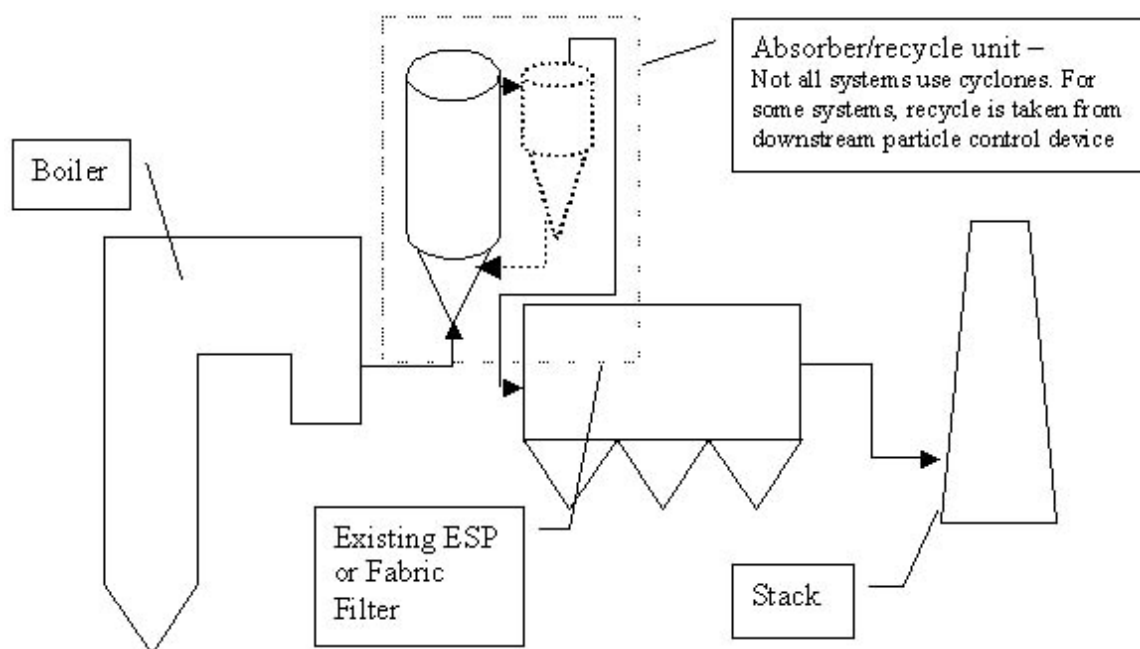 Absorber/recycle unit –
Not all systems use cyclones. For
some systems, recycle is taken from
downstream particle control device
Boiler
Existing ESP
or Fabric
Filter
Stack